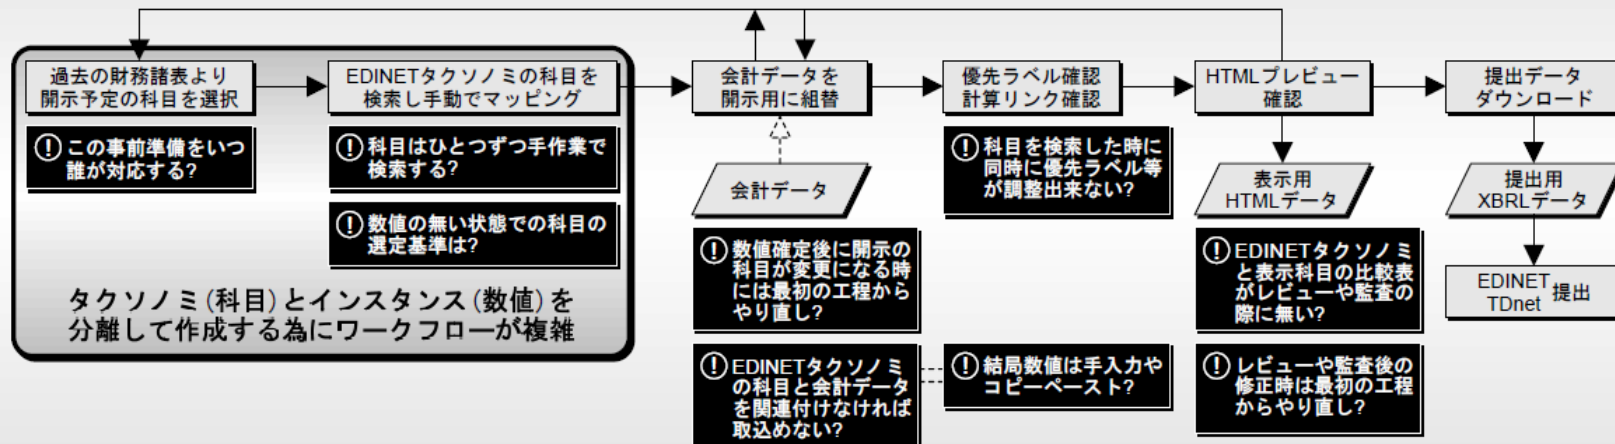 過去の財務諸表より
開示予定の科目を選択
EDINETタクソノミの科目を
検索し手動でマッピング
会計データを
開示用に組替
優先ラベル確認
計算リンク確認
HTMLプレビュー
確認
提出データ
ダウンロード
! この事前準備をいつ
誰が対応する?
! 科目はひとつずつ手作業で
検索する?
! 数値の無い状態での科目の
選定基準は?
タクソノミ(科目)とインスタンス(数値)を
分離して作成する為にワークフローが複雑
会計データ
! 数値確定後に開示の
科目が変更になる時
には最初の工程から
やり直し?
! EDINETタクソノミ
の科目と会計データ
を関連付けなければ
取込めない?
! 科目を検索した時に
同時に優先ラベル等
が調整出来ない?
! 結局数値は手入力や
コピーペースト?
表示用
HTMLデータ
! EDINETタクソノミ
と表示科目の比較表
がレビューや監査の
際に無い?
! レビューや監査後の
修正時は最初の工程
からやり直し?
提出用
XBRLデータ
EDINET
TDnet 提出